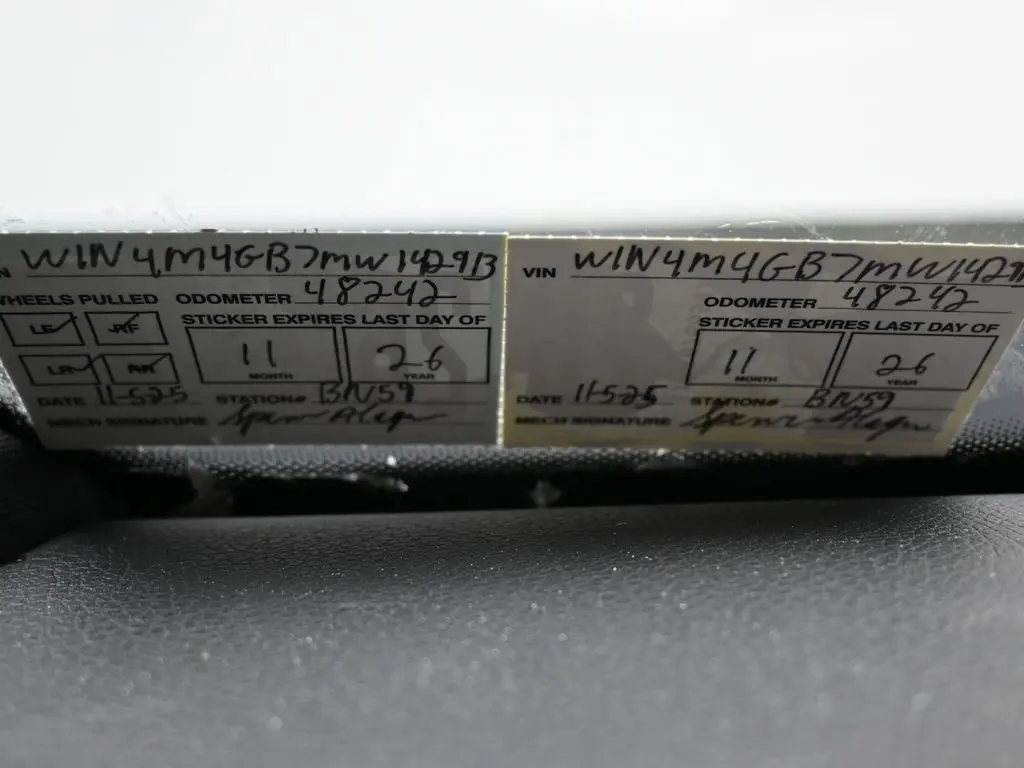 N W1N4M4GB7MW142913
WHEELS PULLED ODOMETER 48242
STICKER EXPIRES LAST DAY OF
LF RF
11 26
MONTH YEAR
LR RR
DATE 11-5-25 STATION# BN59
MECH SIGNATURE
VIN W1N4M4GB7MW14291
ODOMETER 48242
STICKER EXPIRES LAST DAY OF
11 26
MONTH YEAR
DATE 11-5-25 STATION# BN59
MECH SIGNATURE